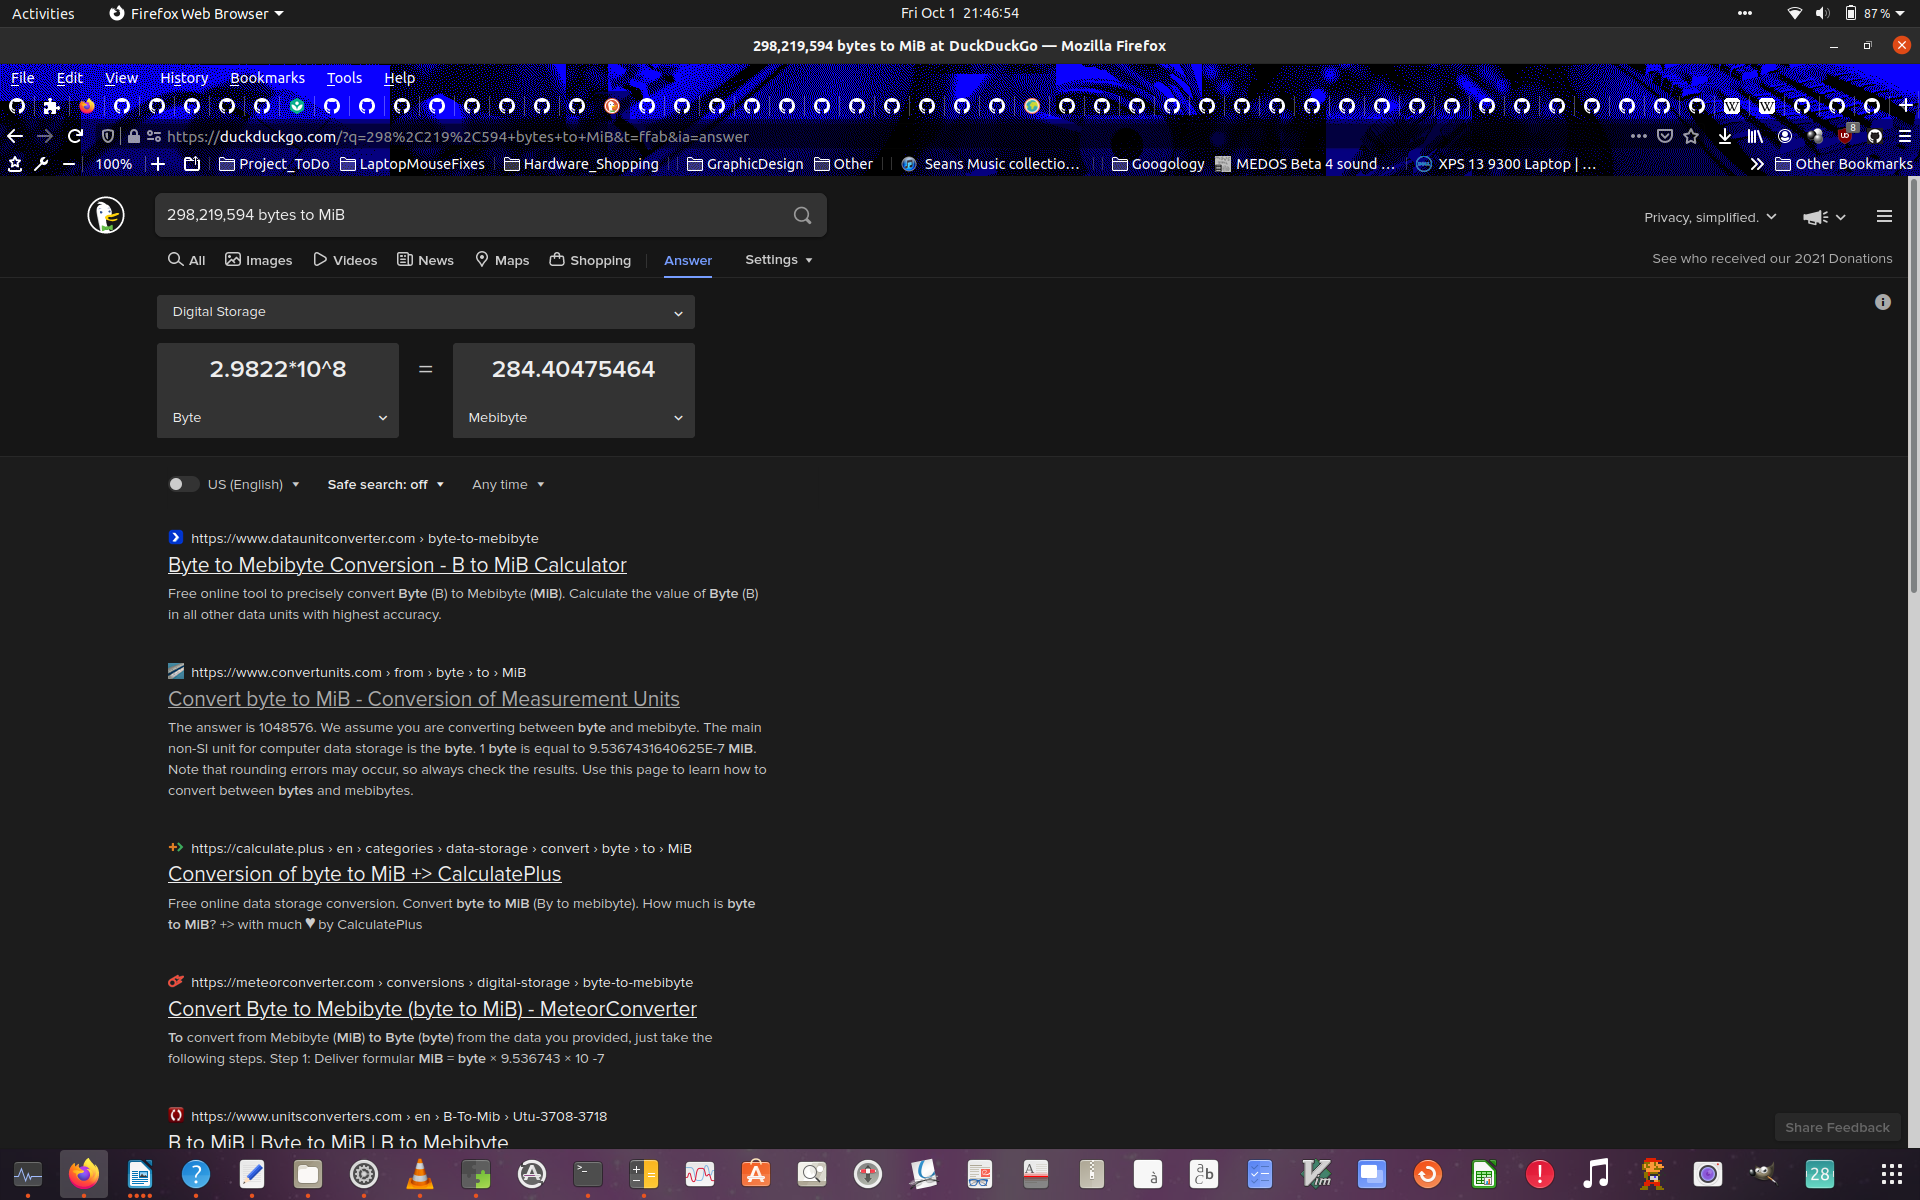 Activities
Firefox Web Browser
Fri Oct 1 21:46:54
87 %
298,219,594 bytes to MiB at DuckDuckGo — Mozilla Firefox
File Edit View History Bookmarks Tools Help
https://duckduckgo.com/?q=298%2C219%2C594+bytes+to+MiB&t=ffab&ia=answer
8
100%
Project_ToDo
LaptopMouseFixes
Hardware_Shopping
GraphicDesign
Other
Seans Music collectio…
Googology
MEDOS Beta 4 sound …
XPS 13 9300 Laptop | …
Other Bookmarks
298,219,594 bytes to MiB
Privacy, simplified.
All Images Videos News Maps Shopping Answer Settings
See who received our 2021 Donations
Digital Storage
2.9822*10^8 = 284.40475464
Byte Mebibyte
US (English) Safe search: off Any time
https://www.dataunitconverter.com › byte-to-mebibyte
Byte to Mebibyte Conversion - B to MiB Calculator
Free online tool to precisely convert Byte (B) to Mebibyte (MiB). Calculate the value of Byte (B)
in all other data units with highest accuracy.
https://www.convertunits.com › from › byte › to › MiB
Convert byte to MiB - Conversion of Measurement Units
The answer is 1048576. We assume you are converting between byte and mebibyte. The main
non-SI unit for computer data storage is the byte. 1 byte is equal to 9.5367431640625E-7 MiB.
Note that rounding errors may occur, so always check the results. Use this page to learn how to
convert between bytes and mebibytes.
https://calculate.plus › en › categories › data-storage › convert › byte › to › MiB
Conversion of byte to MiB +> CalculatePlus
Free online data storage conversion. Convert byte to MiB (By to mebibyte). How much is byte
to MiB? +> with much ♥ by CalculatePlus
https://meteorconverter.com › conversions › digital-storage › byte-to-mebibyte
Convert Byte to Mebibyte (byte to MiB) - MeteorConverter
To convert from Mebibyte (MiB) to Byte (byte) from the data you provided, just take the
following steps. Step 1: Deliver formular MiB = byte × 9.536743 × 10 -7
https://www.unitsconverters.com › en › B-To-Mib › Utu-3708-3718
B to MiB | Byte to MiB | B to Mebibyte
Share Feedback
28